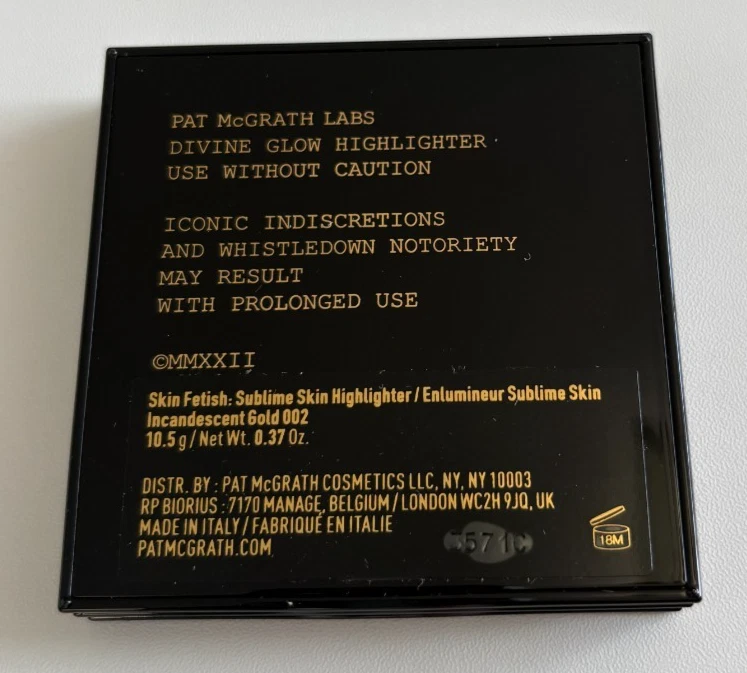 PAT McGRATH LABS
DIVINE GLOW HIGHLIGHTER
USE WITHOUT CAUTION
ICONIC INDISCRETIONS
AND WHISTLEDOWN NOTORIETY
MAY RESULT
WITH PROLONGED USE
©MMXXII
Skin Fetish: Sublime Skin Highlighter / Enlumineur Sublime Skin
Incandescent Gold 002
10.5 g / Net Wt. 0.37 Oz.
DISTR. BY : PAT McGRATH COSMETICS LLC, NY, NY 10003
RP BIORIUS : 7170 MANAGE, BELGIUM / LONDON WC2H 9JQ, UK
MADE IN ITALY / FABRIQUÉ EN ITALIE
PATMCGRATH.COM
18M